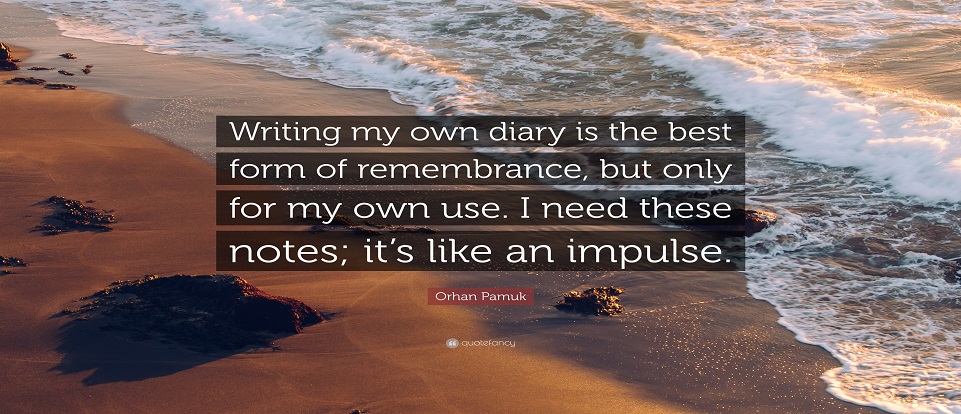 Writing my own diary is the best
form of remembrance, but only
for my own use. I need these
notes; it’s like an impulse.
Orhan Pamuk
quotefancy